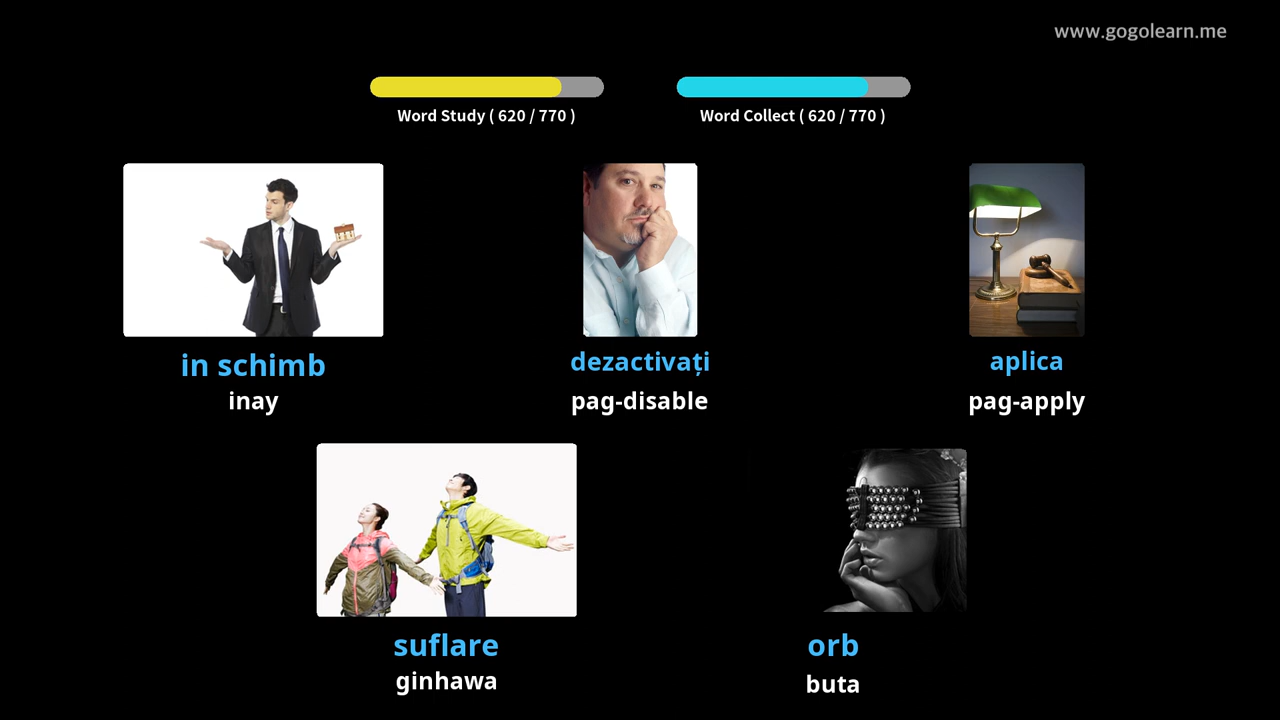 www.gogolearn.me
Word Study ( 620 / 770 )
Word Collect ( 620 / 770 )
in schimb
inay
dezactivați
pag-disable
aplica
pag-apply
suflare
ginhawa
orb
buta